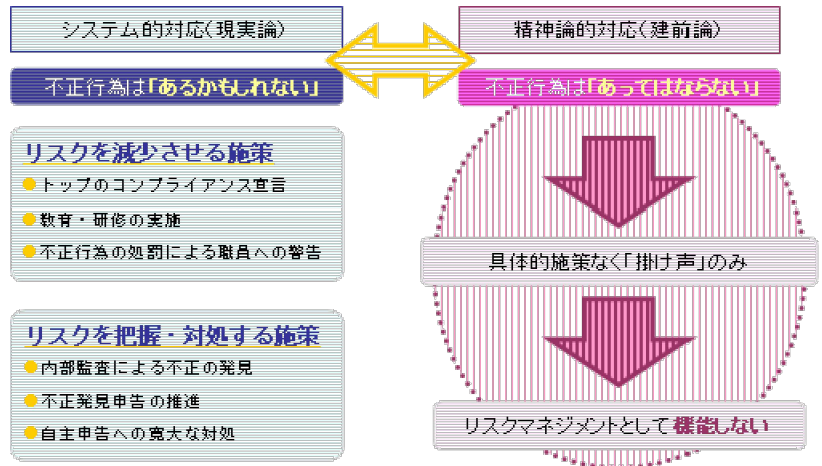 システム的対応(現実論)
不正行為は「あるかもしれない」
リスクを減少させる施策
トップのコンプライアンス宣言
教育・研修の実施
不正行為の処罰による職員への警告
リスクを把握・対処する施策
内部監査による不正の発見
不正発見申告の推進
自主申告への寛大な対処
精神論的対応(建前論)
不正行為は「あってはならない」
具体的施策なく「掛け声」のみ
リスクマネジメントとして機能しない